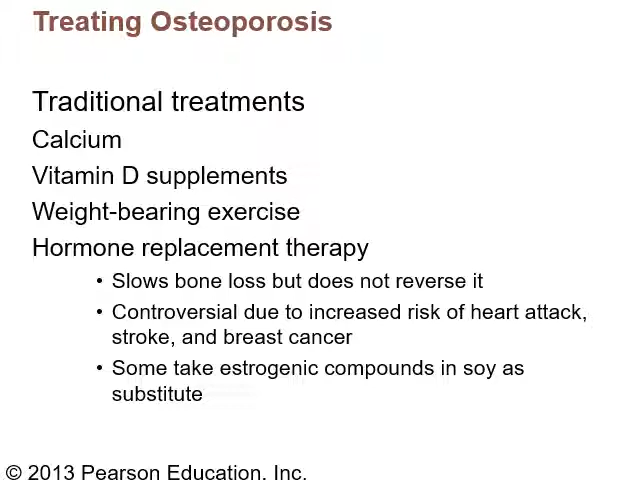 Treating Osteoporosis
Traditional treatments
Calcium
Vitamin D supplements
Weight-bearing exercise
Hormone replacement therapy
• Slows bone loss but does not reverse it
• Controversial due to increased risk of heart attack,
stroke, and breast cancer
• Some take estrogenic compounds in soy as
substitute
© 2013 Pearson Education, Inc.